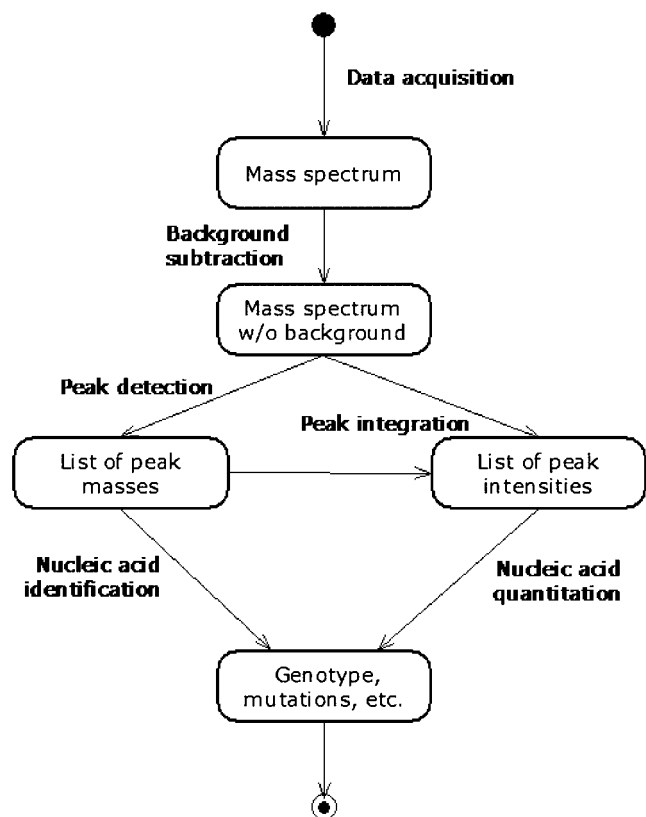 Data acquisition
Mass spectrum
Background
subtraction
Mass spectrum
w/o background
Peak detection
Peak integration
List of peak
masses
List of peak
intensities
Nucleic acid
identification
Nucleic acid
quantitation
Genotype,
mutations, etc.